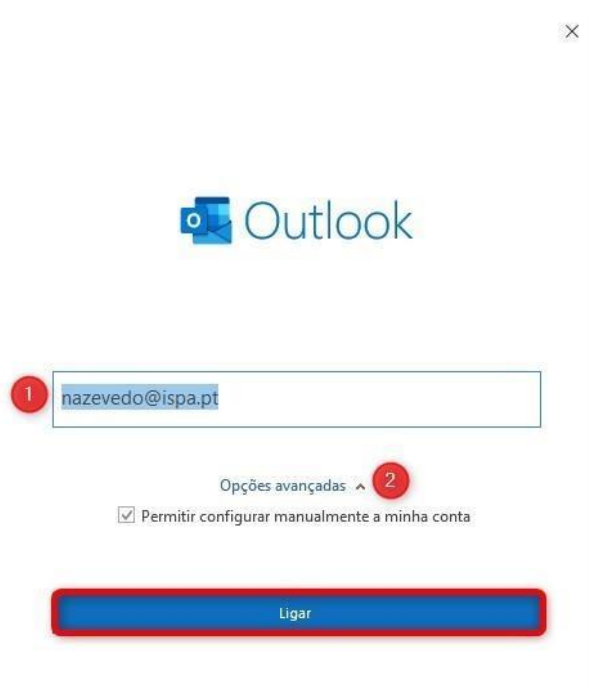 Outlook
1
nazevedo@ispa.pt
Opções avançadas
2
Permitir configurar manualmente a minha conta
Ligar